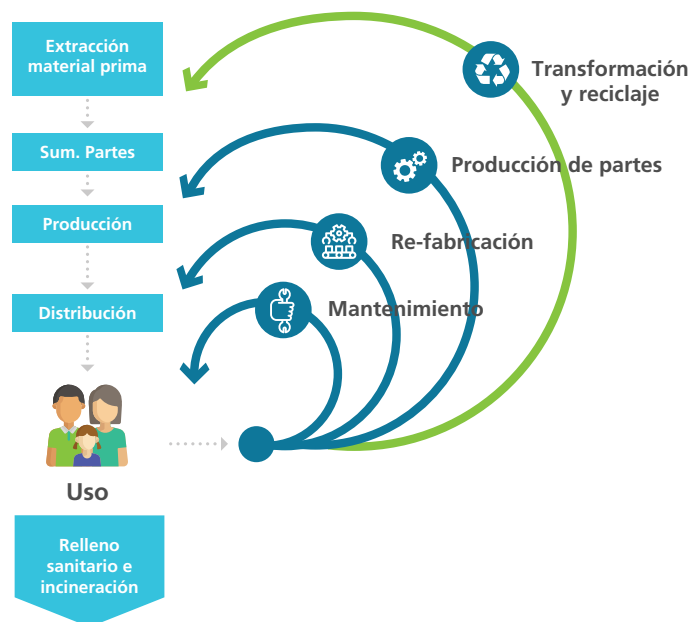 Extracción
material prima
Sum. Partes
Producción
Distribución
Uso
Relleno
sanitario e
incineración
Transformación
y reciclaje
Producción de partes
Re-fabricación
Mantenimiento